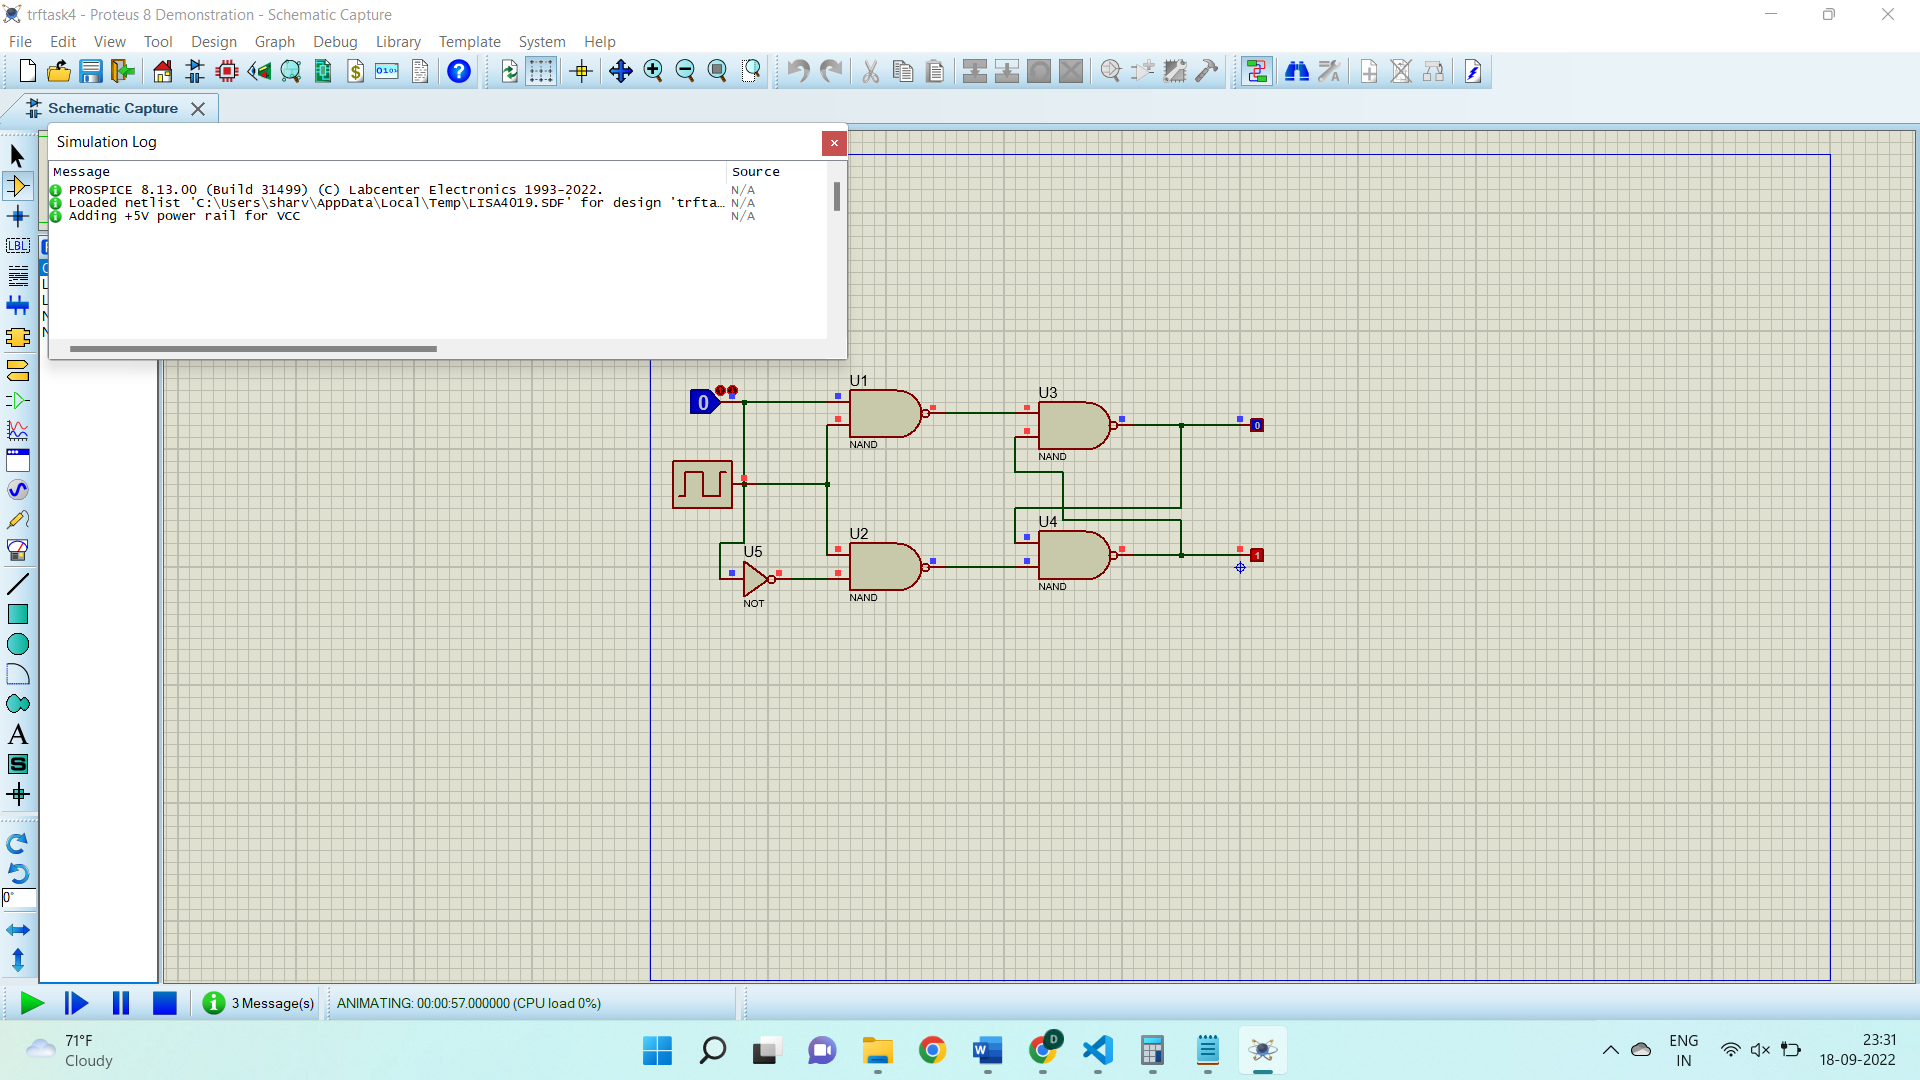 trftask4 - Proteus 8 Demonstration - Schematic Capture
File Edit View Tool Design Graph Debug Library Template System Help
Schematic Capture
Simulation Log
Message Source
PROSPICE 8.13.00 (Build 31499) (C) Labcenter Electronics 1993-2022. N/A
Loaded netlist 'C:\Users\sharv\AppData\Local\Temp\LISA4019.SDF' for design 'trfta... N/A
Adding +5V power rail for VCC N/A
LBL
A
S
0°
U1
0
NAND
U3
0
NAND
U2
NAND
U4
1
NAND
U5
NOT
3 Message(s)
ANIMATING: 00:00:57.000000 (CPU load 0%)
71°F
Cloudy
D
W
ENG
IN
23:31
18-09-2022